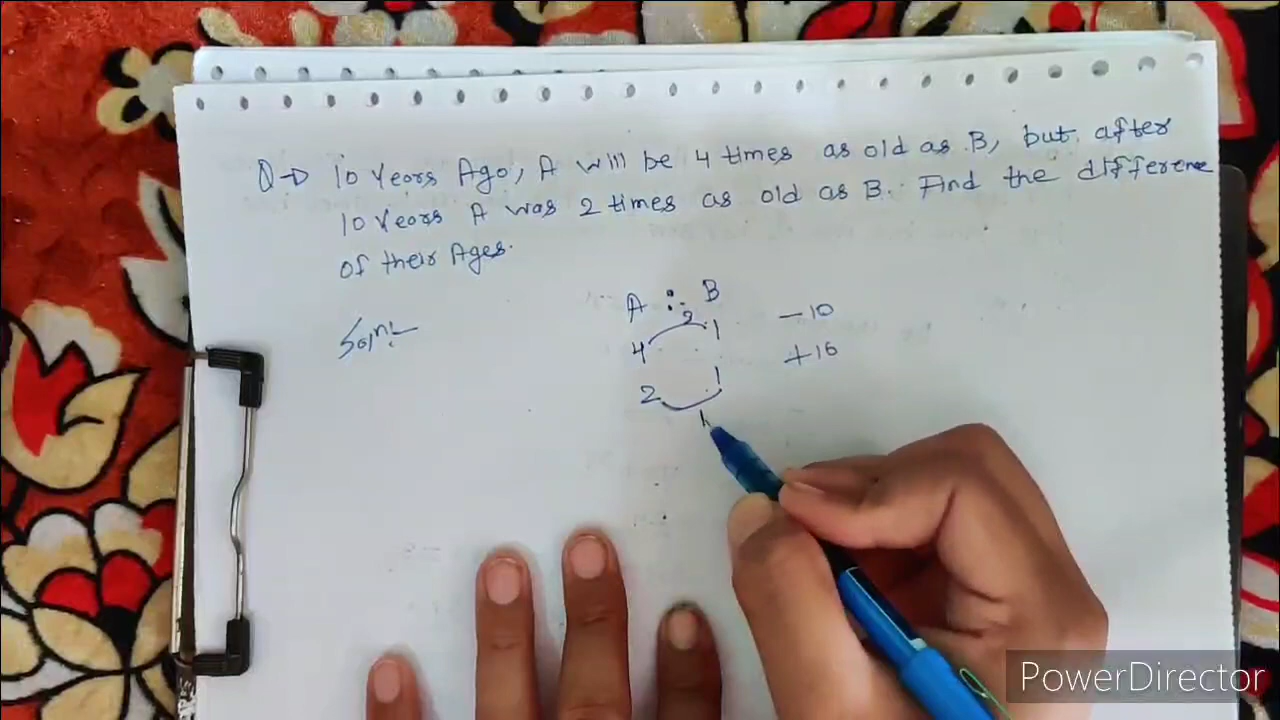 Q→ 10 Years Ago, A will be 4 times as old as B, but after
10 Years A was 2 times as old as B. Find the difference
of their Ages.
Soln:-
A : B
3
4 1 -10
2 1 +10
1
PowerDirector